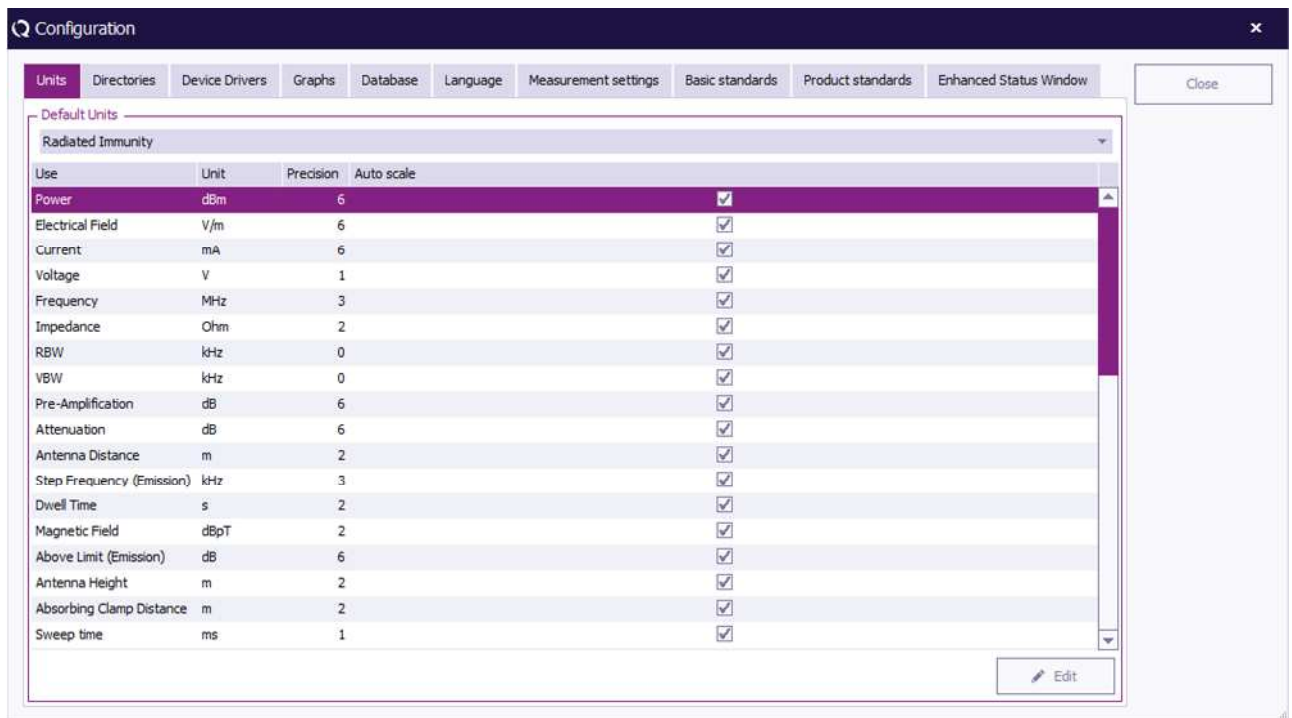 Configuration
Units Directories Device Drivers Graphs Database Language Measurement settings Basic standards Product standards Enhanced Status Window Close
Default Units
Radiated Immunity
Use Unit Precision Auto scale
Power dBm 6
Electrical Field V/m 6
Current mA 6
Voltage V 1
Frequency MHz 3
Impedance Ohm 2
RBW kHz 0
VBW kHz 0
Pre-Amplification dB 6
Attenuation dB 6
Antenna Distance m 2
Step Frequency (Emission) kHz 3
Dwell Time s 2
Magnetic Field dBpT 2
Above Limit (Emission) dB 6
Antenna Height m 2
Absorbing Clamp Distance m 2
Sweep time ms 1
Edit